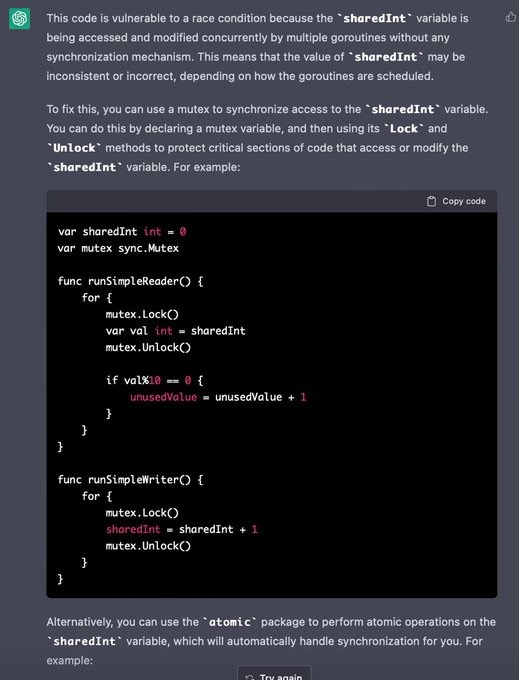 This code is vulnerable to a race condition because the `sharedInt` variable is
being accessed and modified concurrently by multiple goroutines without any
synchronization mechanism. This means that the value of `sharedInt` may be
inconsistent or incorrect, depending on how the goroutines are scheduled.
To fix this, you can use a mutex to synchronize access to the `sharedInt` variable.
You can do this by declaring a mutex variable, and then using its `Lock` and
`Unlock` methods to protect critical sections of code that access or modify the
`sharedInt` variable. For example:
Copy code
var sharedInt int = 0
var mutex sync.Mutex
func runSimpleReader() {
    for {
        mutex.Lock()
        var val int = sharedInt
        mutex.Unlock()
        if val%10 == 0 {
            unusedValue = unusedValue + 1
        }
    }
}
func runSimpleWriter() {
    for {
        mutex.Lock()
        sharedInt = sharedInt + 1
        mutex.Unlock()
    }
}
Alternatively, you can use the `atomic` package to perform atomic operations on the
`sharedInt` variable, which will automatically handle synchronization for you. For
example:
Try again